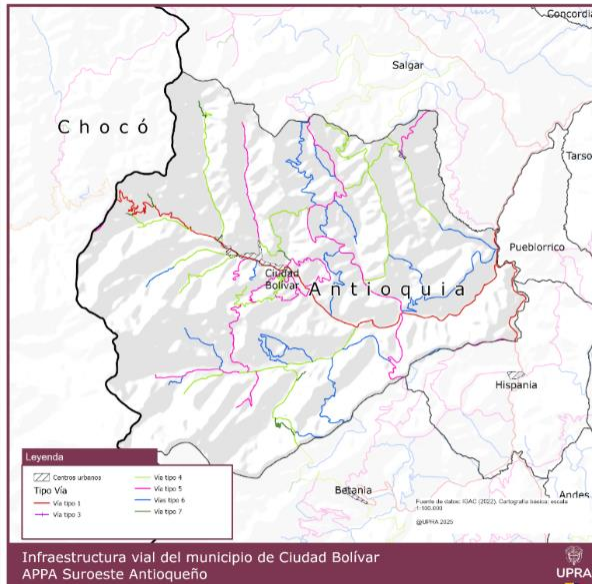 Concordia
Salgar
Chocó
Tarso
Pueblorrico
Ciudad
Bolívar
Antioquia
Hispania
Betania
Andes
Leyenda
Centros urbanos
Tipo Vía
Vía tipo 1
Vía tipo 3
Vía tipo 4
Vía tipo 5
Vías tipo 6
Vía tipo 7
Fuente de datos: IGAC (2022). Cartografía básica, escala
1:100.000
@UPRA 2025
Infraestructura vial del municipio de Ciudad Bolívar
APPA Suroeste Antioqueño
UPRA